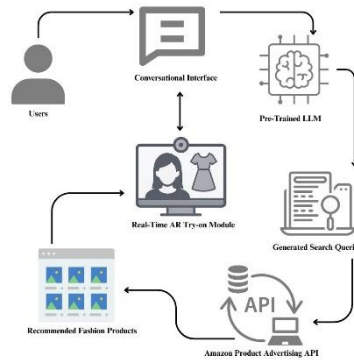 Conversational Interface
Users
Pre-Trained LLM
Real-Time AR Try-on Module
Generated Search Queries
API
Recommended Fashion Products
Amazon Product Advertising API